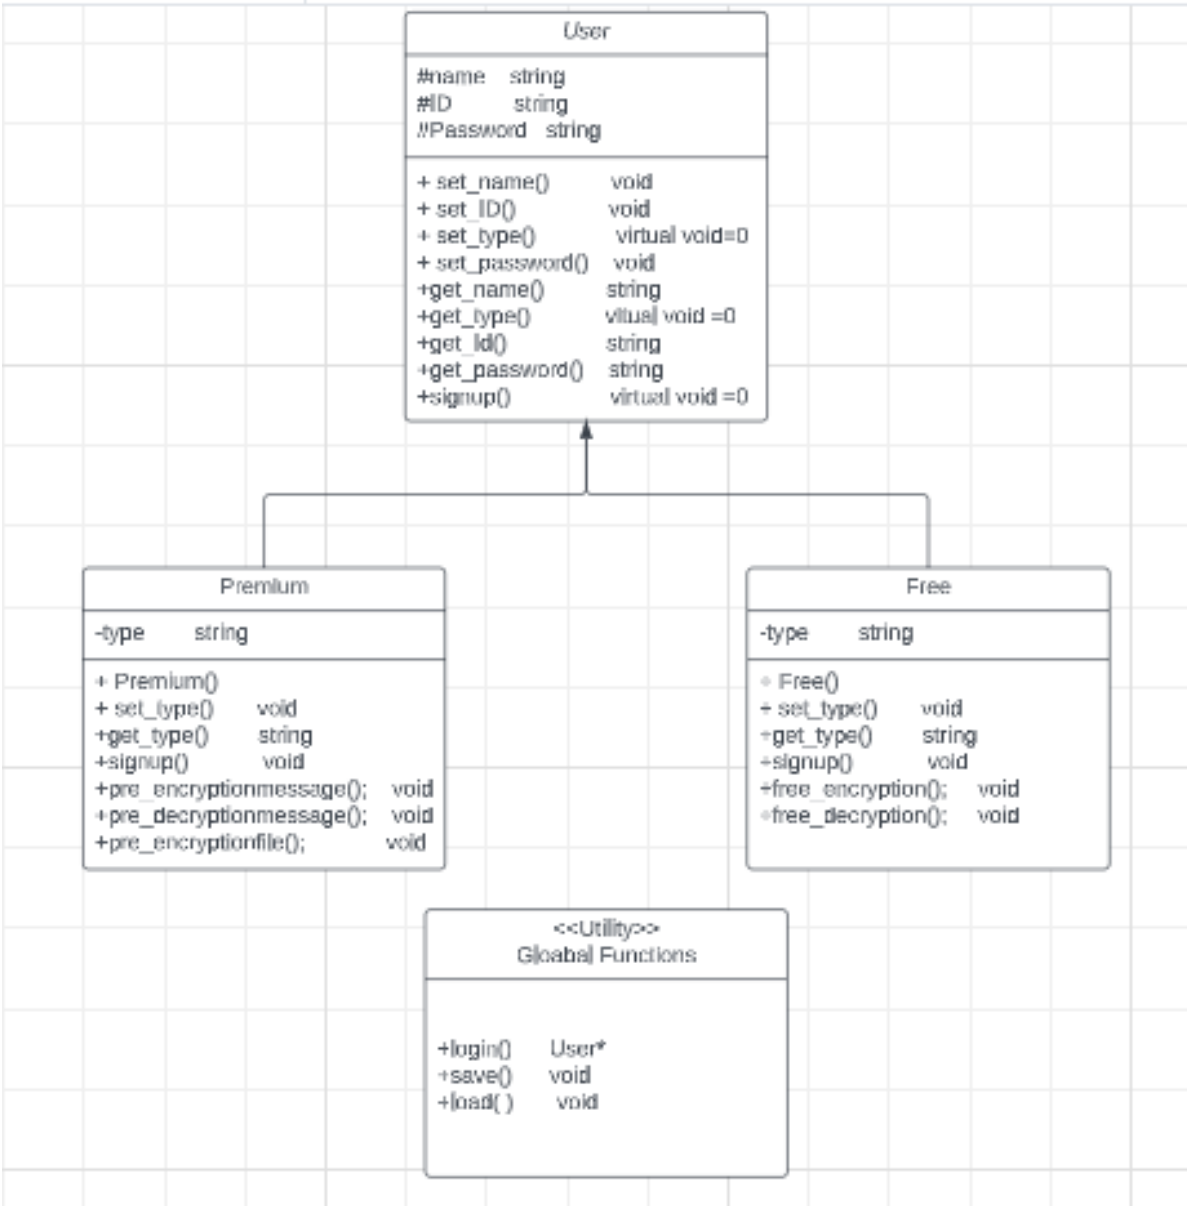 User
#name string
#ID string
#Password string
+ set_name() void
+ set_ID() void
+ set_type() virtual void=0
+ set_password() void
+get_name() string
+get_type() vitual void =0
+get_Id() string
+get_password() string
+signup() virtual void =0
Premium
-type string
+ Premium()
+ set_type() void
+get_type() string
+signup() void
+pre_encryptionmessage(); void
+pre_decryptionmessage(); void
+pre_encryptionfile(); void
Free
-type string
+ Free()
+ set_type() void
+get_type() string
+signup() void
+free_encryption(); void
+free_decryption(); void
<<Utility>>
Gloabal Functions
+login() User*
+save() void
+load( ) void